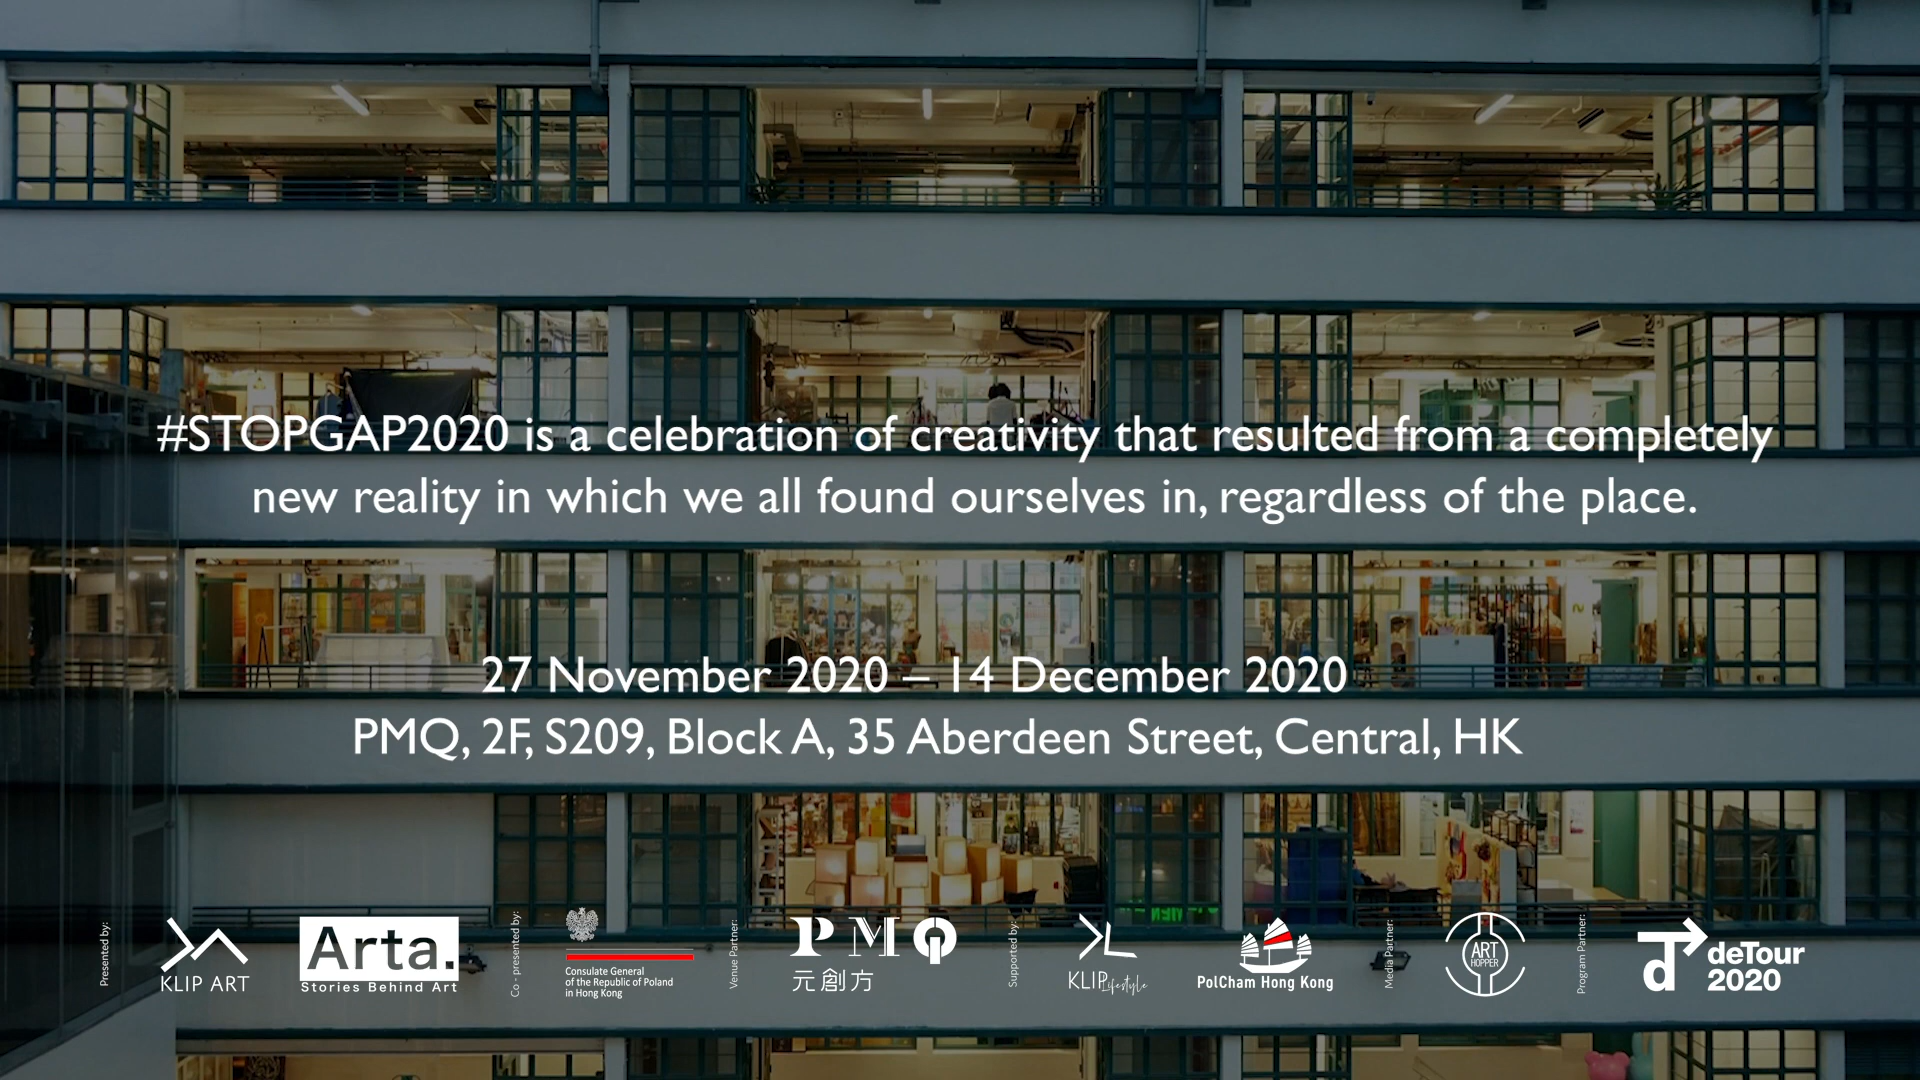 #STOPGAP2020 is a celebration of creativity that resulted from a completely
new reality in which we all found ourselves in, regardless of the place.
27 November 2020 – 14 December 2020
PMQ, 2F, S209, Block A, 35 Aberdeen Street, Central, HK
Presented by:
KLIP ART
Arta.
Stories Behind Art
Co - presented by:
Consulate General
of the Republic of Poland
in Hong Kong
Venue Partner:
PMQ
元創方
Supported by:
KLIP Lifestyle
PolCham Hong Kong
Media Partner:
ART
HOPPER
Program Partner:
deTour
2020